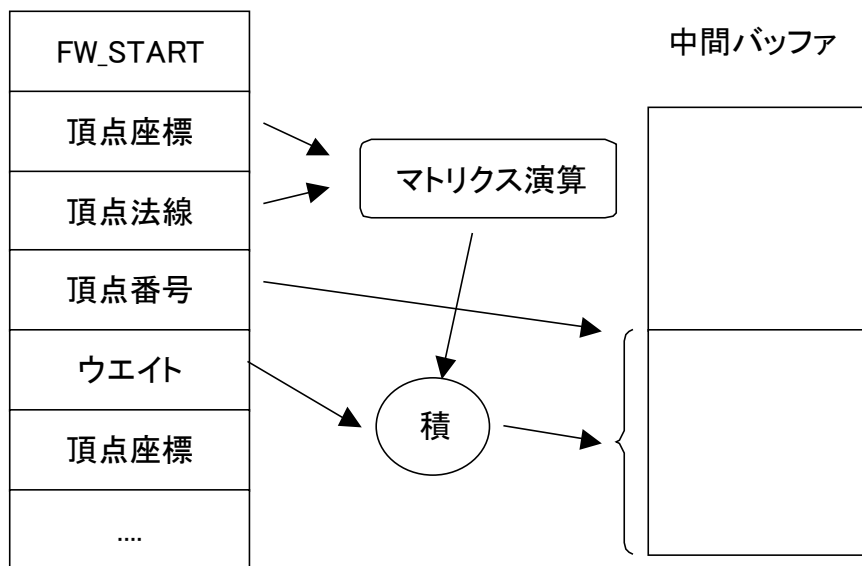 FW_START
頂点座標
頂点法線
頂点番号
ウエイト
頂点座標
....
マトリクス演算
積
中間バッファ